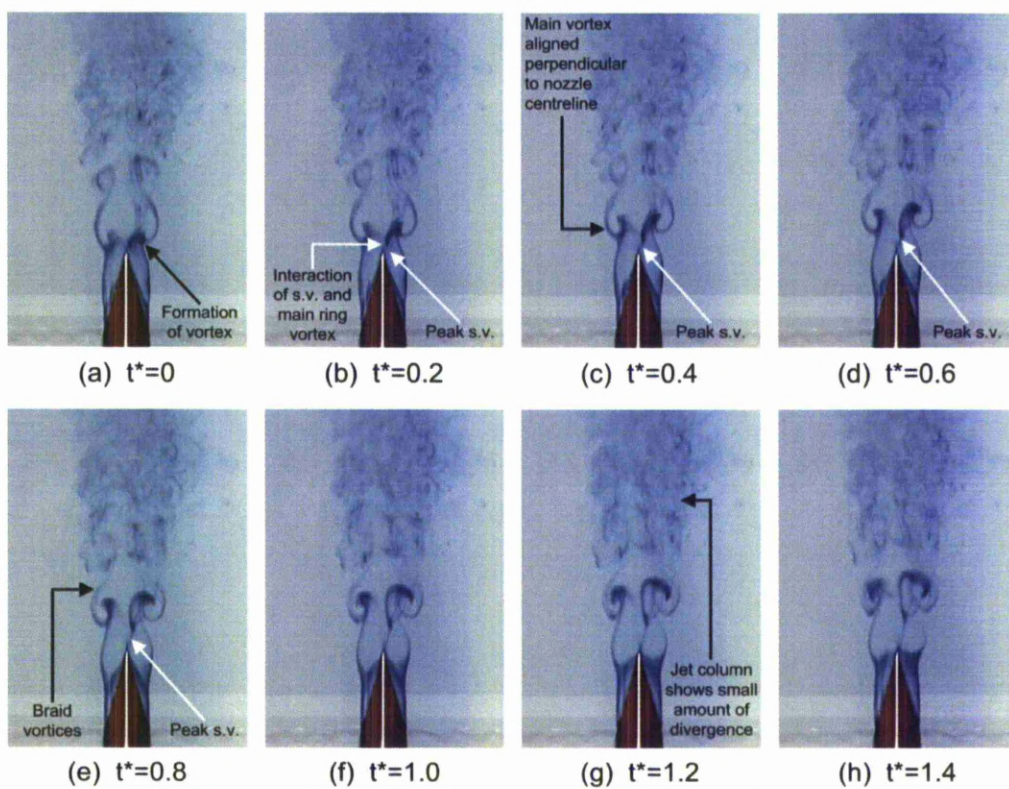 Formation
of vortex
(a) t*=0
Interaction
of s.v. and
main ring
vortex
Peak s.v.
(b) t*=0.2
Main vortex
aligned
perpendicular
to nozzle
centreline
Peak s.v.
(c) t*=0.4
Peak s.v.
(d) t*=0.6
Braid
vortices
Peak s.v.
(e) t*=0.8
(f) t*=1.0
Jet column
shows small
amount of
divergence
(g) t*=1.2
(h) t*=1.4